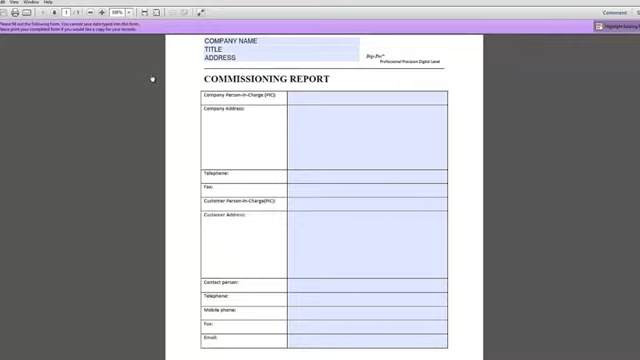 View Window Help
Comment
Please fill out the following form. You cannot save data typed into this form.
Please print your completed form if you would like a copy for your records.
Highlight Existing
COMPANY NAME
TITLE
ADDRESS
Professional Precision Digital Level
COMMISSIONING REPORT
Company Person-In-Charge (PIC):
Company Address:
Telephone:
Fax:
Customer Person-In-Charge(PIC):
Customer Address:
Contact person:
Telephone:
Mobile phone:
Fax:
Email: